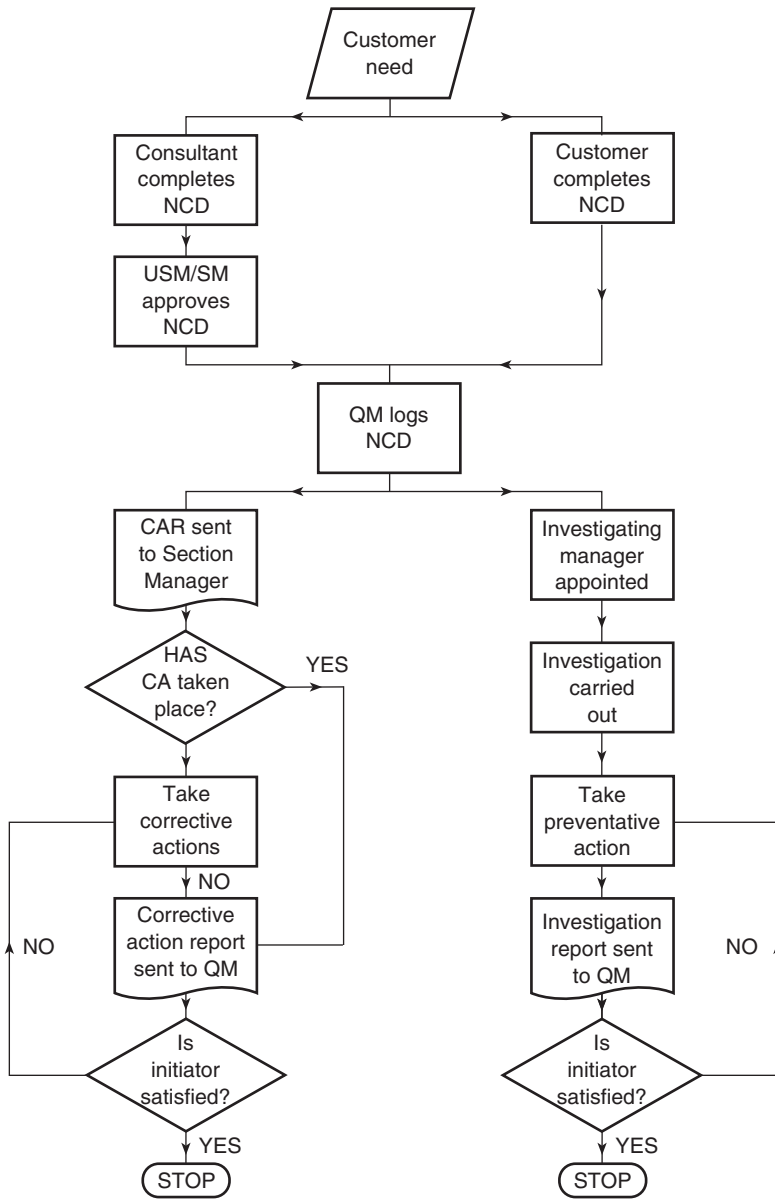 Customer
need
Consultant
completes
NCD
Customer
completes
NCD
USM/SM
approves
NCD
QM logs
NCD
CAR sent
to Section
Manager
Investigating
manager
appointed
HAS
CA taken
place?
YES
Investigation
carried
out
Take
corrective
actions
Take
preventative
action
NO
Corrective
action report
sent to QM
NO
Investigation
report sent
to QM
NO
Is
initiator
satisfied?
Is
initiator
satisfied?
YES
YES
STOP
STOP